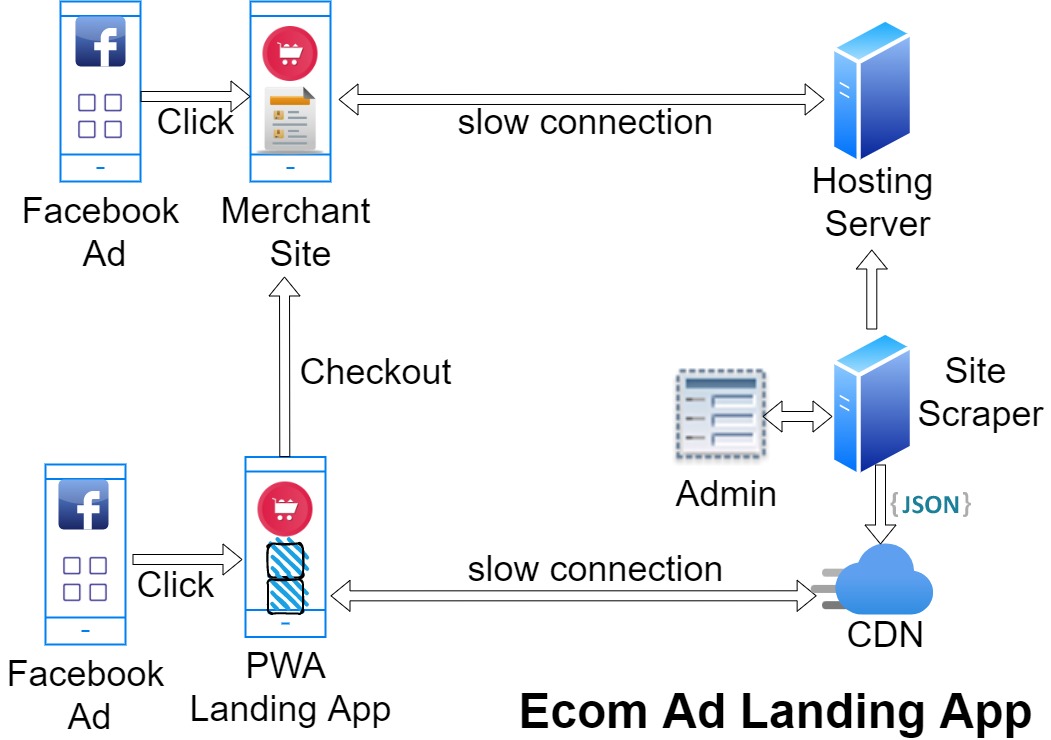 Click
slow connection
Facebook
Ad
Merchant
Site
Hosting
Server
Checkout
Site
Scraper
Admin
{JSON}
Click
slow connection
CDN
Facebook
Ad
PWA
Landing App
Ecom Ad Landing App